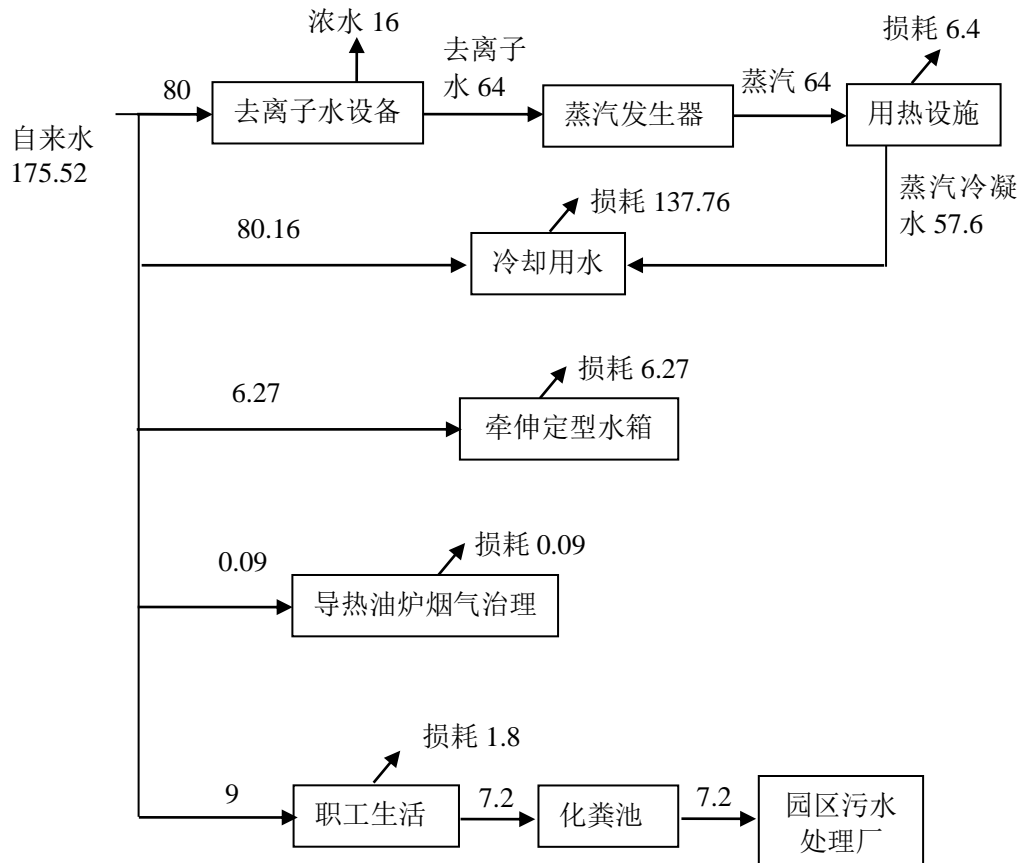 浓水 16
去离子
水 64
损耗 6.4
80
蒸汽 64
去离子水设备
蒸汽发生器
用热设施
自来水
175.52
蒸汽冷凝
水 57.6
损耗 137.76
80.16
冷却用水
损耗 6.27
6.27
牵伸定型水箱
损耗 0.09
0.09
导热油炉烟气治理
损耗 1.8
9
职工生活
7.2
化粪池
7.2
园区污水
处理厂